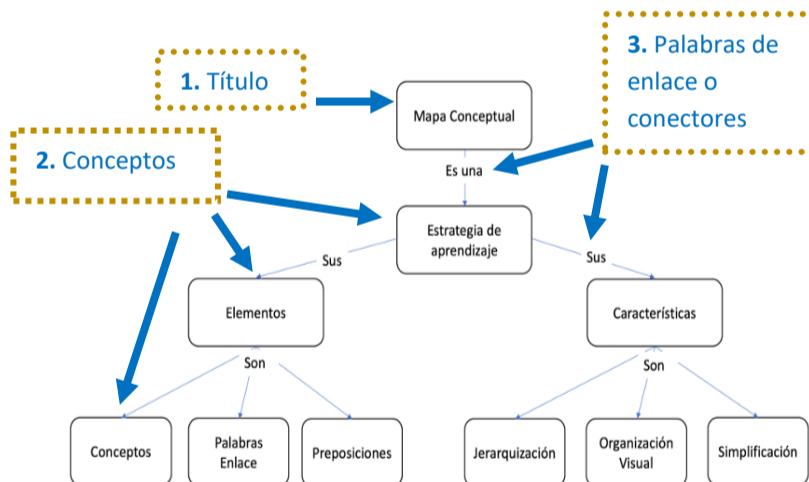 1. Título
3. Palabras de
enlace o
conectores
2. Conceptos
Mapa Conceptual
Es una
Estrategia de
aprendizaje
Sus
Sus
Elementos
Características
Son
Son
Conceptos
Palabras
Enlace
Preposiciones
Jerarquización
Organización
Visual
Simplificación